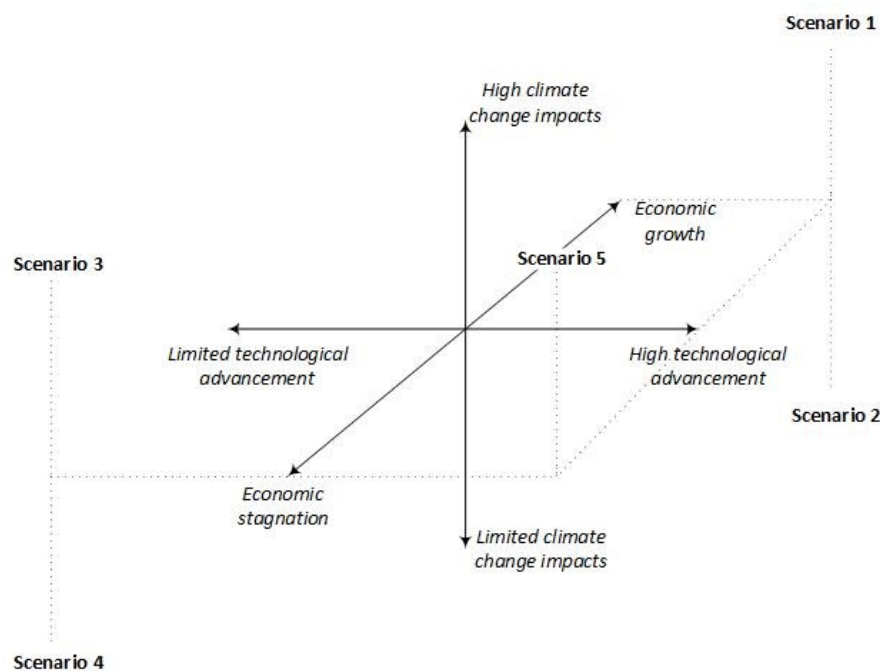 Scenario 1
High climate
change impacts
Economic
growth
Scenario 5
Scenario 3
Limited technological
advancement
High technological
advancement
Scenario 2
Economic
stagnation
Limited climate
change impacts
Scenario 4